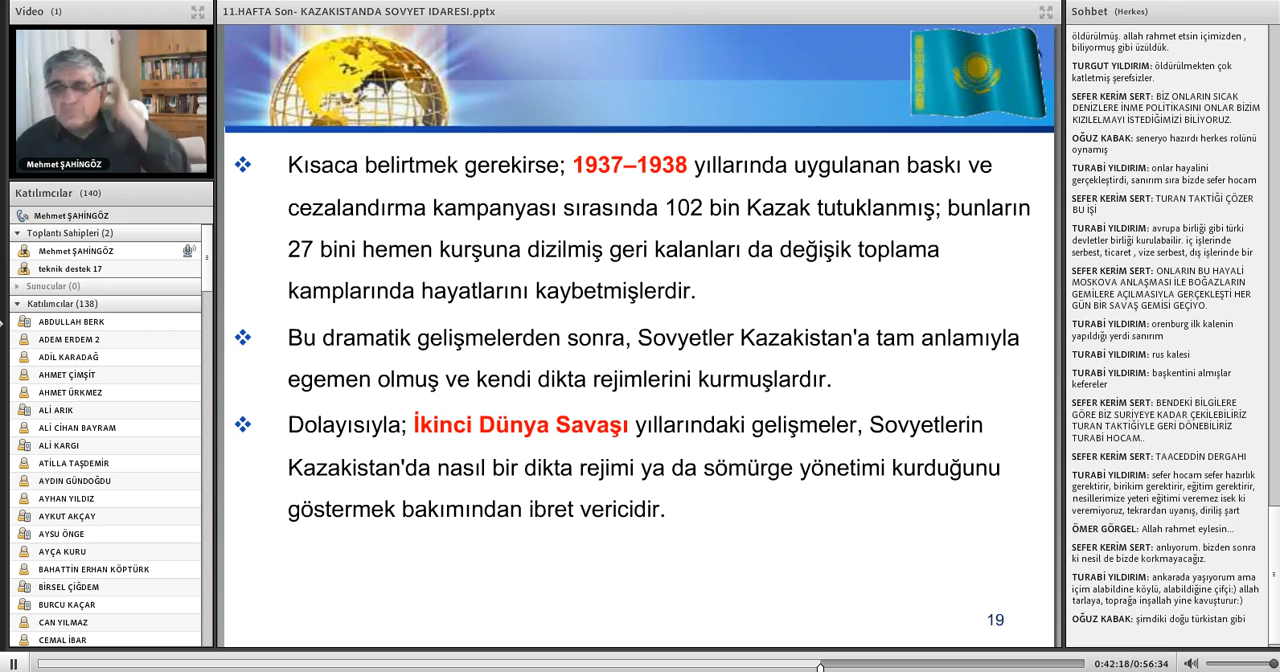 Video (1)
Mehmet ŞAHİNGÖZ
Katılımcılar (140)
Mehmet ŞAHİNGÖZ
Toplantı Sahipleri (2)
Mehmet ŞAHİNGÖZ
teknik destek 17
Sunucular (0)
Katılımcılar (138)
ABDULLAH BERK
ADEM ERDEM 2
ADİL KARADAĞ
AHMET ÇİMŞİT
AHMET ÜRKMEZ
ALİ ARIK
ALİ CİHAN BAYRAM
ALİ KARGI
ATİLLA TAŞDEMİR
AYDIN GÜNDOĞDU
AYHAN YILDIZ
AYKUT AKÇAY
AYSU ÖNGE
AYÇA KURU
BAHATTİN ERHAN KÖPTÜRK
BİRSEL ÇİĞDEM
BURCU KAÇAR
CAN YILMAZ
CEMAL İBAR
11.HAFTA Son- KAZAKISTANDA SOVYET IDARESI.pptx
Kısaca belirtmek gerekirse; 1937–1938 yıllarında uygulanan baskı ve
cezalandırma kampanyası sırasında 102 bin Kazak tutuklanmış; bunların
27 bini hemen kurşuna dizilmiş geri kalanları da değişik toplama
kamplarında hayatlarını kaybetmişlerdir.
Bu dramatik gelişmelerden sonra, Sovyetler Kazakistan'a tam anlamıyla
egemen olmuş ve kendi dikta rejimlerini kurmuşlardır.
Dolayısıyla; İkinci Dünya Savaşı yıllarındaki gelişmeler, Sovyetlerin
Kazakistan'da nasıl bir dikta rejimi ya da sömürge yönetimi kurduğunu
göstermek bakımından ibret vericidir.
19
Sohbet (Herkes)
öldürülmüş. allah rahmet etsin içimizden ,
biliyormuş gibi üzüldük.
TURGUT YILDIRIM: öldürülmekten çok
katletmiş şerefsizler.
SEFER KERİM SERT: BİZ ONLARIN SICAK
DENİZLERE İNME POLİTİKASINI ONLAR BİZİM
KIZILELMAYI İSTEDİĞİMİZİ BİLİYORUZ.
OĞUZ KABAK: seneryo hazırdı herkes rolünü
oynamış
TURABİ YILDIRIM: onlar hayalini
gerçekleştirdi, sanırım sıra bizde sefer hocam
SEFER KERİM SERT: TURAN TAKTİĞİ ÇÖZER
BU İŞİ
TURABİ YILDIRIM: avrupa birliği gibi türki
devletler birliği kurulabilir. iç işlerinde
serbest, ticaret , vize serbest, dış işlerinde bir
SEFER KERİM SERT: ONLARIN BU HAYALİ
MOSKOVA ANLAŞMASI İLE BOĞAZLARIN
GEMİLERE AÇILMASIYLA GERÇEKLEŞTİ HER
GÜN BİR SAVAŞ GEMİSİ GEÇİYO.
TURABİ YILDIRIM: orenburg ilk kalenin
yapıldığı yerdi sanırım
TURABİ YILDIRIM: rus kalesi
TURABİ YILDIRIM: başkentini almışlar
kefereler
SEFER KERİM SERT: BENDEKİ BİLGİLERE
GÖRE BİZ SURİYEYE KADAR ÇEKİLEBİLİRİZ
TURAN TAKTİĞİYLE GERİ DÖNEBİLİRİZ
TURABİ HOCAM..
SEFER KERİM SERT: TAACEDDİN DERGAHI
TURABİ YILDIRIM: sefer hocam sefer hazırlık
gerektirir, birikim gerektirir, eğitim gerektirir,
nesillerimize yeteri eğitimi veremez isek ki
veremiyoruz, tekrardan uyanış, diriliş şart
ÖMER GÖRGEL: Allah rahmet eylesin...
SEFER KERİM SERT: anlıyorum. bizden sonra
ki nesil de bizde korkmayacağız.
TURABİ YILDIRIM: ankarada yaşıyorum ama
içim alabildine köylü, alabildiğine çifçi:) allah
tarlaya, toprağa inşallah yine kavuşturur:)
OĞUZ KABAK: şimdiki doğu türkistan gibi
0:42:18/0:56:34